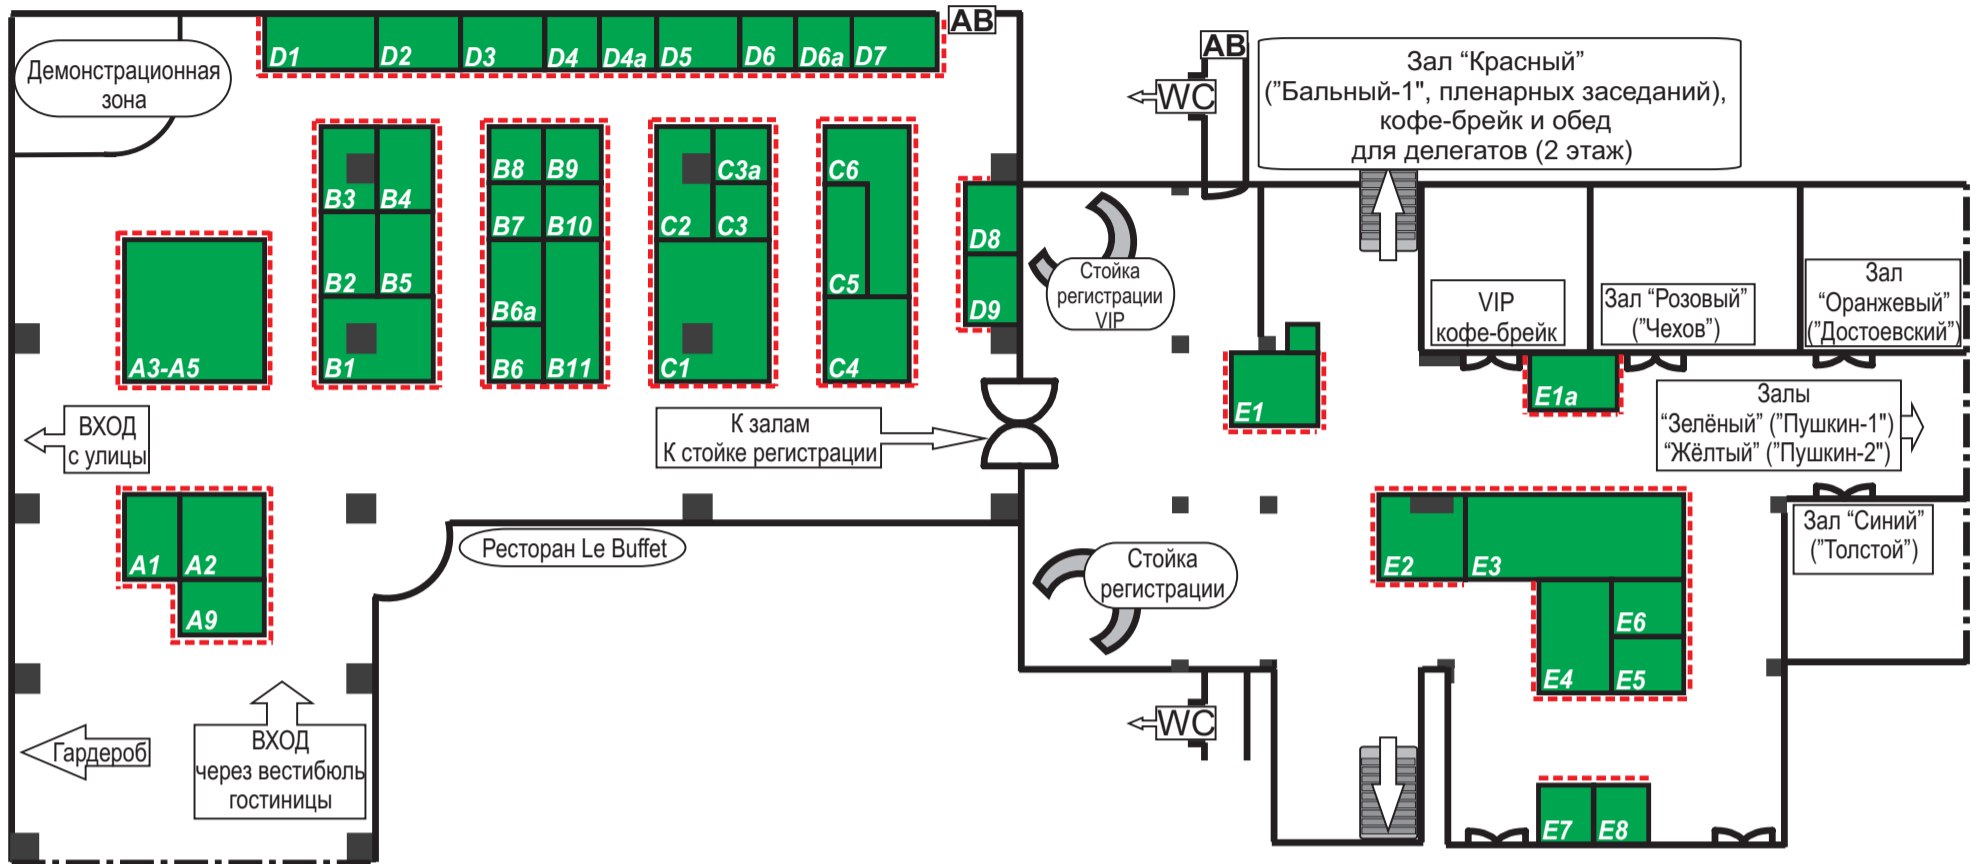 D1
D2
D3
D4
D4a
D5
D6
D6a
D7
AB
AB
Демонстрационная
зона
WC
Зал “Красный”
(”Бальный-1", пленарных заседаний),
кофе-брейк и обед
для делегатов (2 этаж)
B3
B4
B2
B5
B1
B8
B9
B7
B10
B6a
B6
B11
C3a
C2
C3
C1
C6
C5
C4
D8
D9
A3-A5
Стойка
регистрации
VIP
VIP
кофе-брейк
Зал “Розовый”
(”Чехов”)
Зал
“Оранжевый”
(”Достоевский”)
E1
E1a
ВХОД
с улицы
К залам
К стойке регистрации
Залы
“Зелёный” (”Пушкин-1")
“Жёлтый” (”Пушкин-2")
A1
A2
A9
Ресторан Le Buffet
Стойка
регистрации
E2
E3
E6
E4
E5
Зал “Синий”
(”Толстой”)
WC
Гардероб
ВХОД
через вестибюль
гостиницы
E7
E8